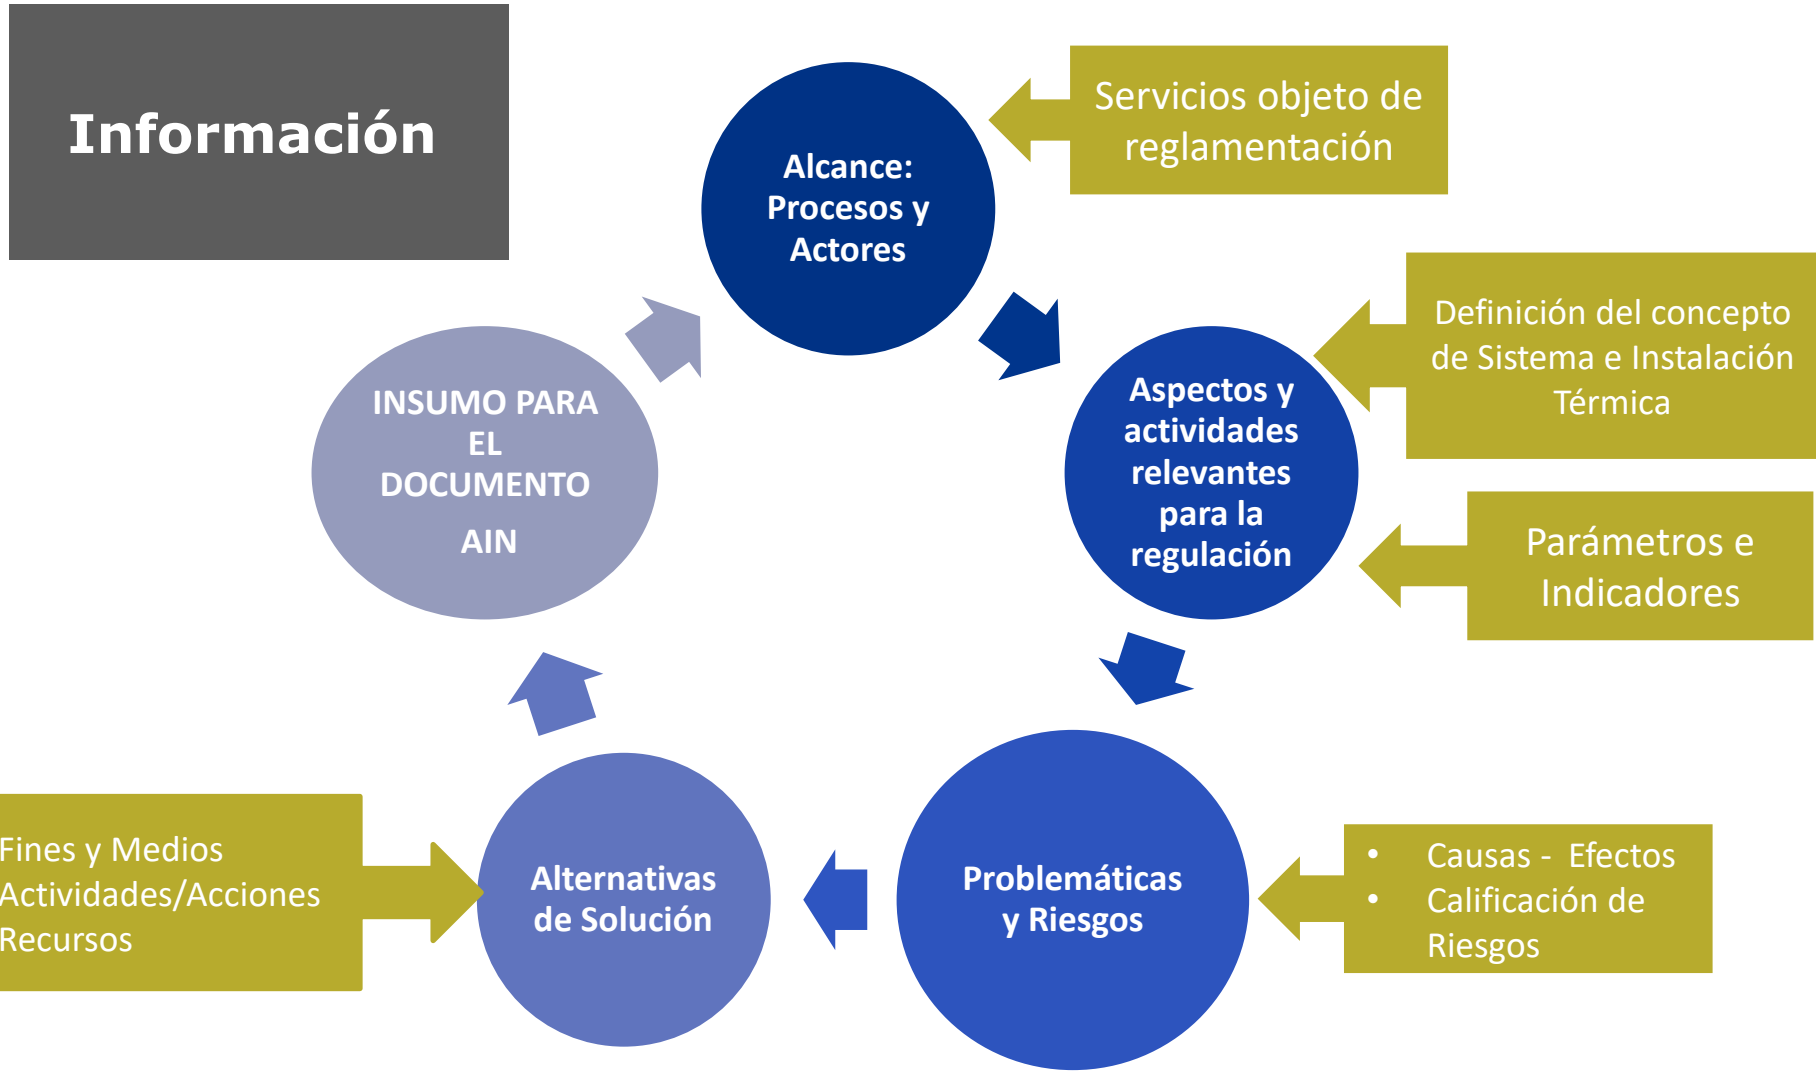 Información
Servicios objeto de
reglamentación
Alcance:
Procesos y
Actores
Definición del concepto
de Sistema e Instalación
Térmica
Aspectos y
actividades
relevantes
para la
regulación
Parámetros e
Indicadores
Problemáticas
y Riesgos
• Causas - Efectos
• Calificación de
Riesgos
Alternativas
de Solución
Fines y Medios
Actividades/Acciones
Recursos
INSUMO PARA
EL
DOCUMENTO
AIN